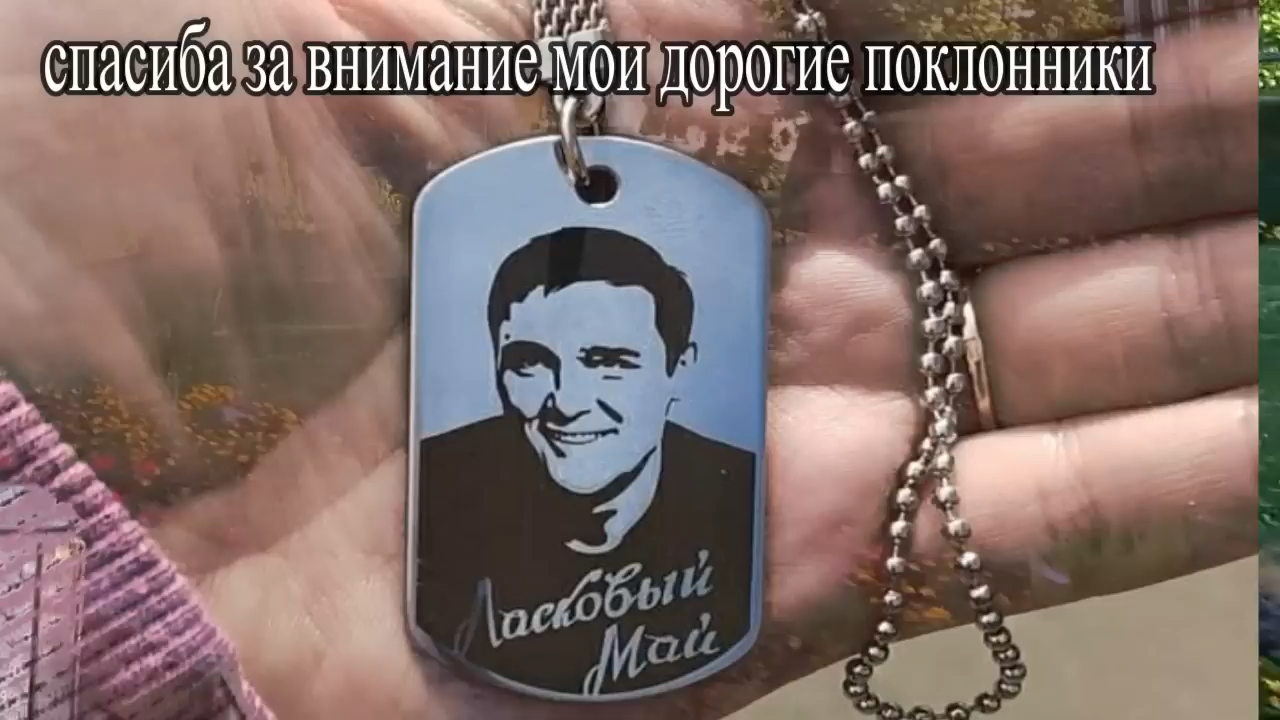 спасиба за внимание мои дорогие поклонники
Ласковый
Май